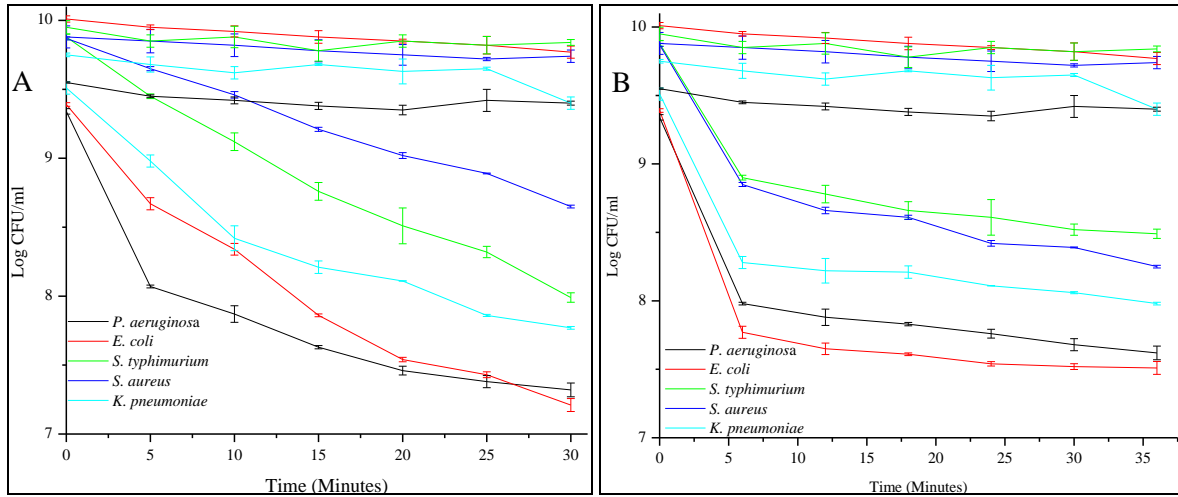 A
Log CFU/ml
10
9
8
7
P. aeruginosa
E. coli
S. typhimurium
S. aureus
K. pneumoniae
0 5 10 15 20 25 30
Time (Minutes)
B
Log CFU/ml
10
9
8
7
P. aeruginosa
E. coli
S. typhimurium
S. aureus
K. pneumoniae
0 5 10 15 20 25 30 35
Time (Minutes)